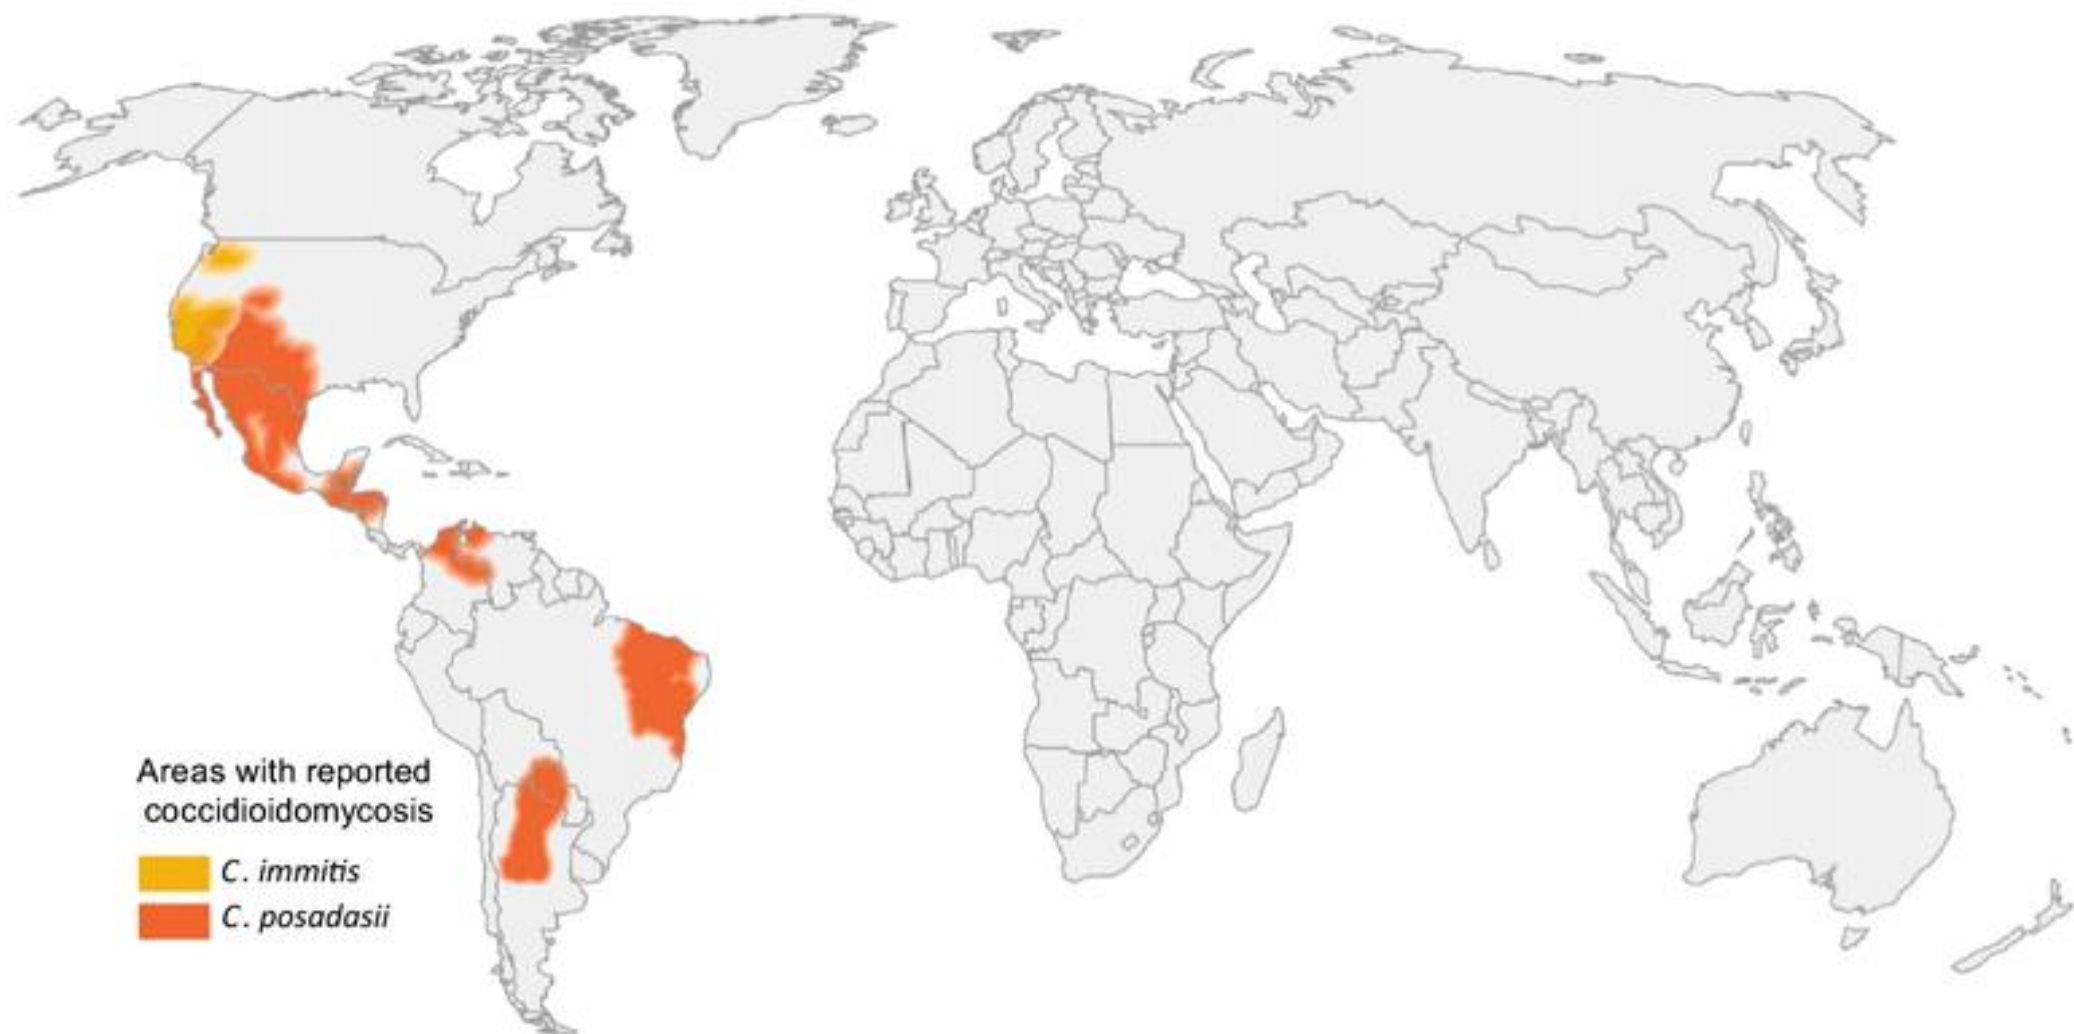 Areas with reported
coccidioidomycosis
C. immitis
C. posadasii